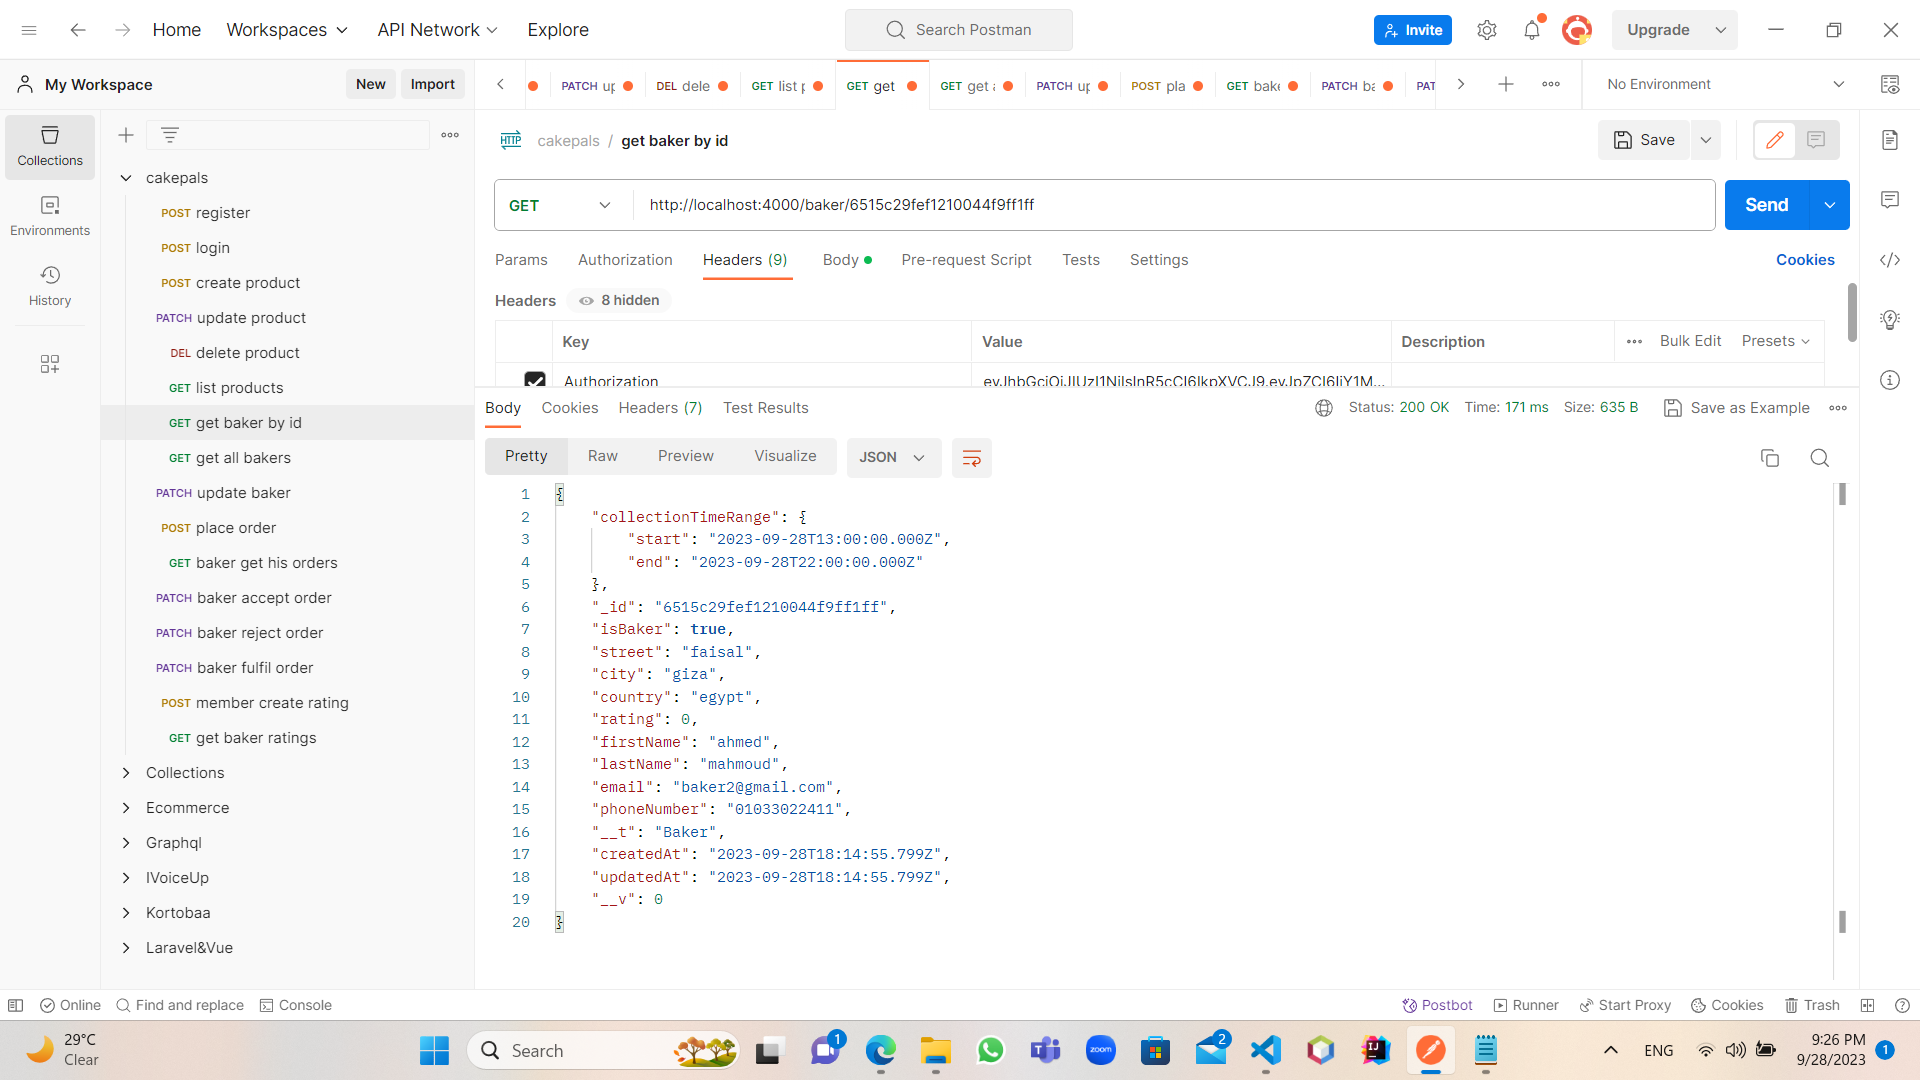 Home Workspaces API Network Explore Search Postman Invite Upgrade
My Workspace New Import PATCH DEL dele GET list GET get GET get PATCH POST pla GET bake PATCH No Environment
HTTP cakepals / get baker by id Save
Collections
Environments
History
cakepals
POST register
POST login
POST create product
PATCH update product
DEL delete product
GET list products
GET get baker by id
GET get all bakers
PATCH update baker
POST place order
GET baker get his orders
PATCH baker accept order
PATCH baker reject order
PATCH baker fulfil order
POST member create rating
GET get baker ratings
Collections
Ecommerce
Graphql
IVoiceUp
Kortobaa
Laravel&Vue
GET http://localhost:4000/baker/6515c29fef1210044f9ff1ff Send
Params Authorization Headers (9) Body Pre-request Script Tests Settings Cookies
Headers 8 hidden
Key Value Description Bulk Edit Presets
Authorization
Body Cookies Headers (7) Test Results Status: 200 OK Time: 171 ms Size: 635 B Save as Example
Pretty Raw Preview Visualize JSON
1 {
2 "collectionTimeRange": {
3 "start": "2023-09-28T13:00:00.000Z",
4 "end": "2023-09-28T22:00:00.000Z"
5 },
6 "_id": "6515c29fef1210044f9ff1ff",
7 "isBaker": true,
8 "street": "faisal",
9 "city": "giza",
10 "country": "egypt",
11 "rating": 0,
12 "firstName": "ahmed",
13 "lastName": "mahmoud",
14 "email": "baker2@gmail.com",
15 "phoneNumber": "01033022411",
16 "__t": "Baker",
17 "createdAt": "2023-09-28T18:14:55.799Z",
18 "updatedAt": "2023-09-28T18:14:55.799Z",
19 "__v": 0
20 }
Online Find and replace Console Postbot Runner Start Proxy Cookies Trash
29°C
Clear
Search
1
zoom
2
ENG
9:26 PM
9/28/2023
1